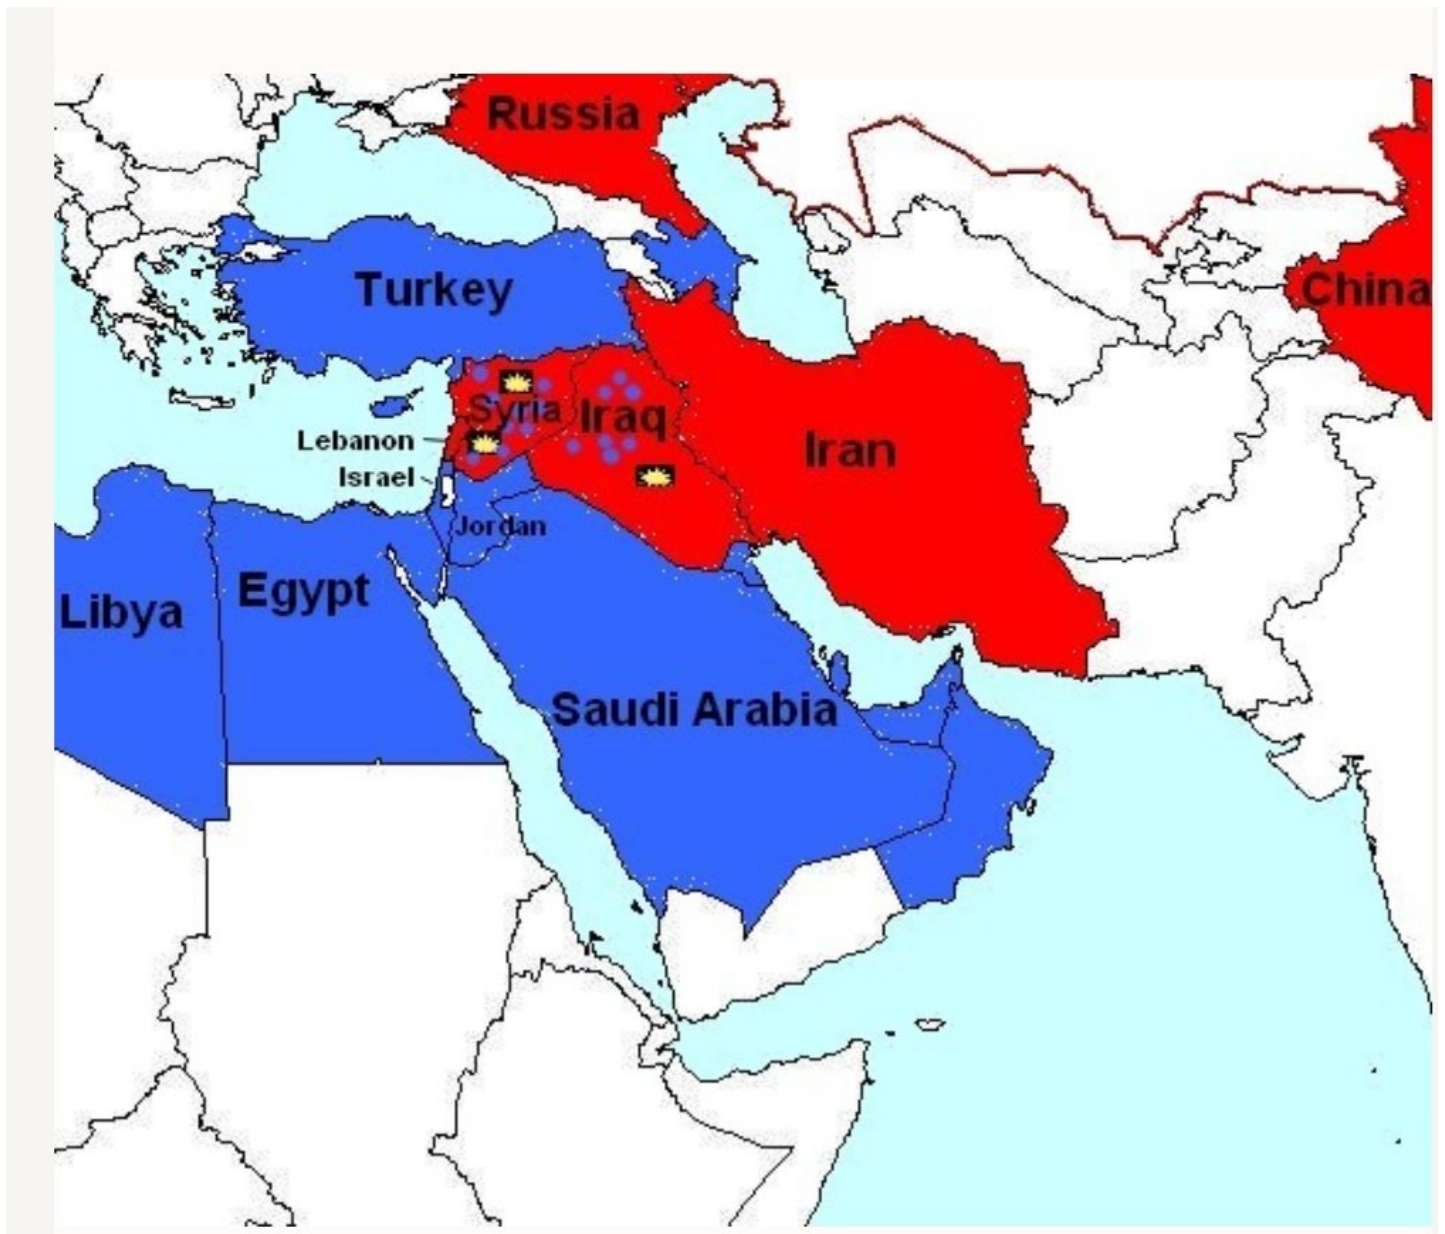 Russia
China
Turkey
Syria
Iraq
Lebanon
Iran
Israel
Jordan
Egypt
Libya
Saudi Arabia